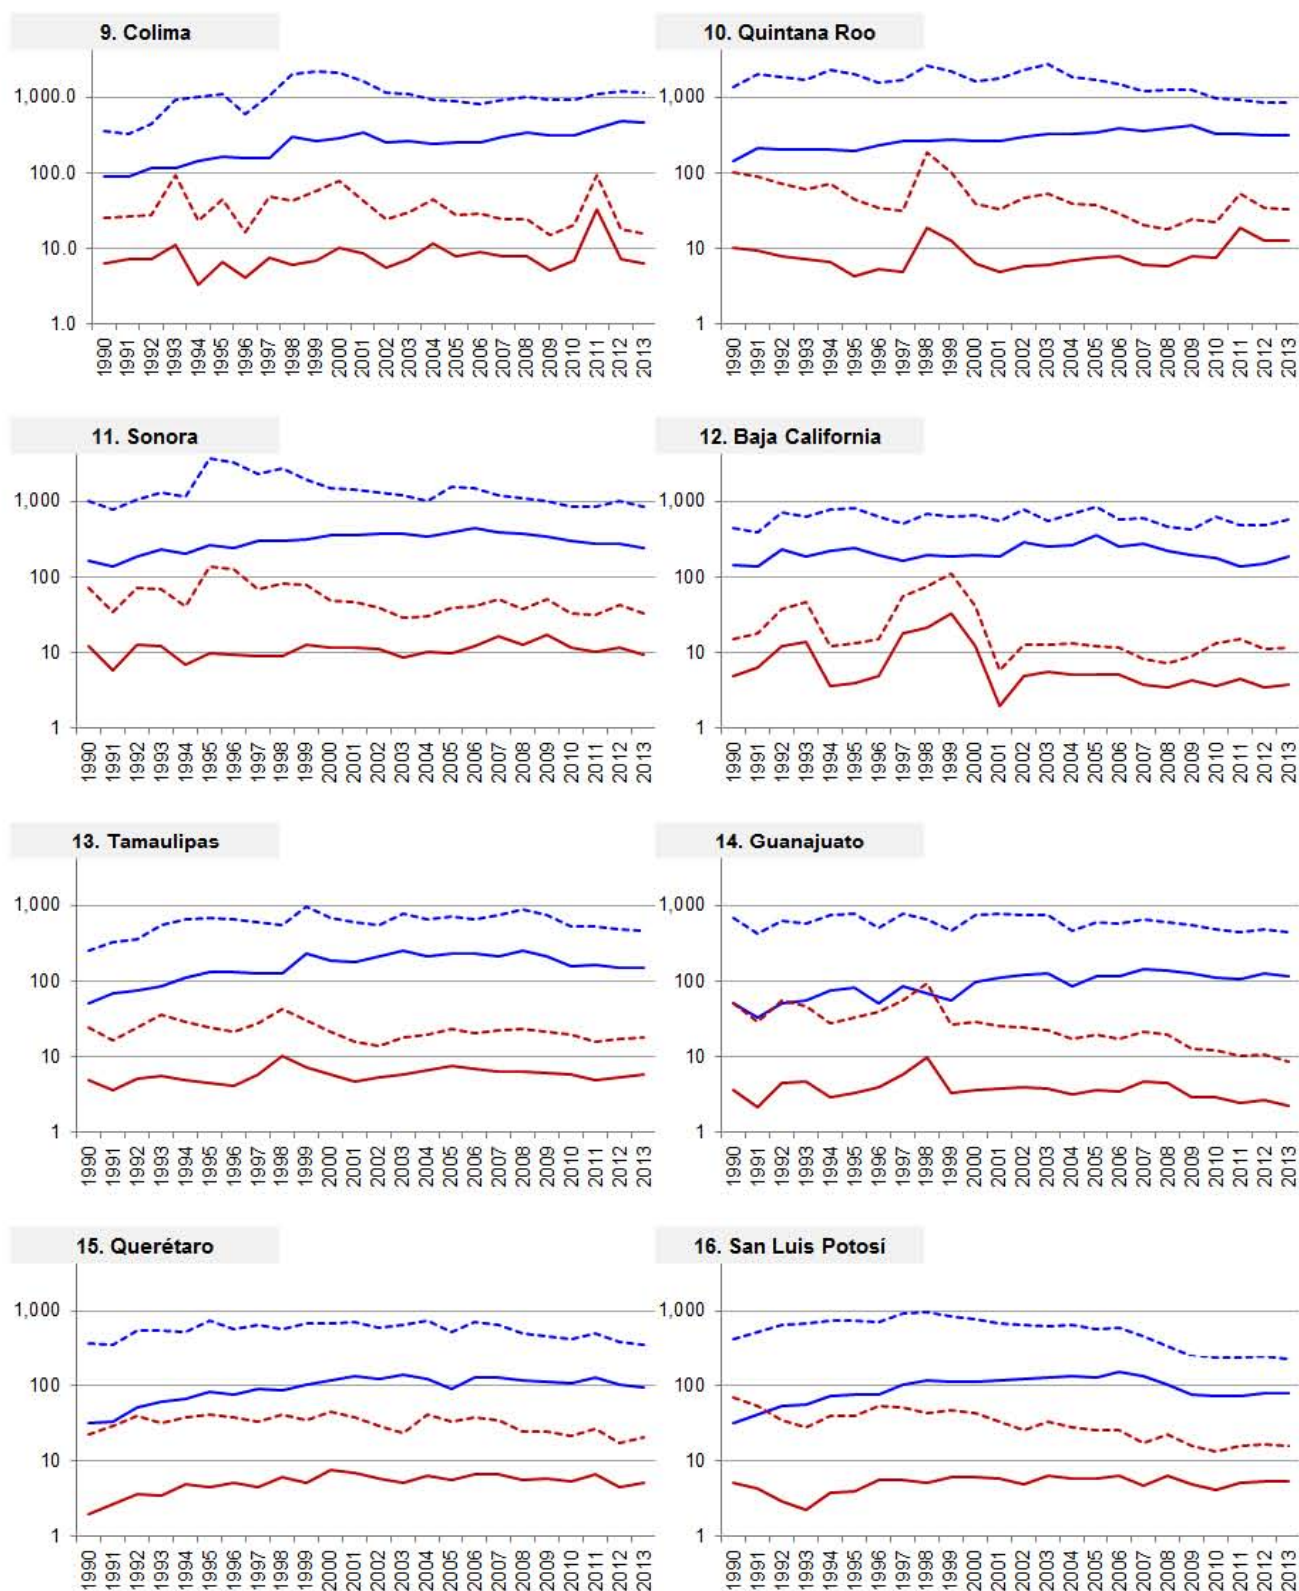 9. Colima
1,000.0
100.0
10.0
1.0
1990 1991 1992 1993 1994 1995 1996 1997 1998 1999 2000 2001 2002 2003 2004 2005 2006 2007 2008 2009 2010 2011 2012 2013
10. Quintana Roo
1,000
100
10
1
1990 1991 1992 1993 1994 1995 1996 1997 1998 1999 2000 2001 2002 2003 2004 2005 2006 2007 2008 2009 2010 2011 2012 2013
11. Sonora
1,000
100
10
1
1990 1991 1992 1993 1994 1995 1996 1997 1998 1999 2000 2001 2002 2003 2004 2005 2006 2007 2008 2009 2010 2011 2012 2013
12. Baja California
1,000
100
10
1
1990 1991 1992 1993 1994 1995 1996 1997 1998 1999 2000 2001 2002 2003 2004 2005 2006 2007 2008 2009 2010 2011 2012 2013
13. Tamaulipas
1,000
100
10
1
1990 1991 1992 1993 1994 1995 1996 1997 1998 1999 2000 2001 2002 2003 2004 2005 2006 2007 2008 2009 2010 2011 2012 2013
14. Guanajuato
1,000
100
10
1
1990 1991 1992 1993 1994 1995 1996 1997 1998 1999 2000 2001 2002 2003 2004 2005 2006 2007 2008 2009 2010 2011 2012 2013
15. Querétaro
1,000
100
10
1
1990 1991 1992 1993 1994 1995 1996 1997 1998 1999 2000 2001 2002 2003 2004 2005 2006 2007 2008 2009 2010 2011 2012 2013
16. San Luis Potosí
1,000
100
10
1
1990 1991 1992 1993 1994 1995 1996 1997 1998 1999 2000 2001 2002 2003 2004 2005 2006 2007 2008 2009 2010 2011 2012 2013